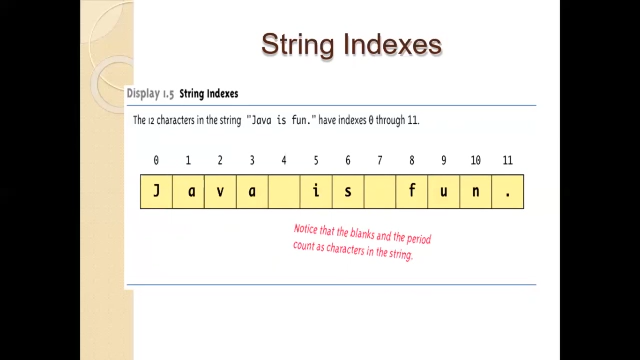 String Indexes
Display 1.5 String Indexes
The 12 characters in the string "Java is fun." have indexes 0 through 11.
0 1 2 3 4 5 6 7 8 9 10 11
J a v a i s f u n .
Notice that the blanks and the period
count as characters in the string.